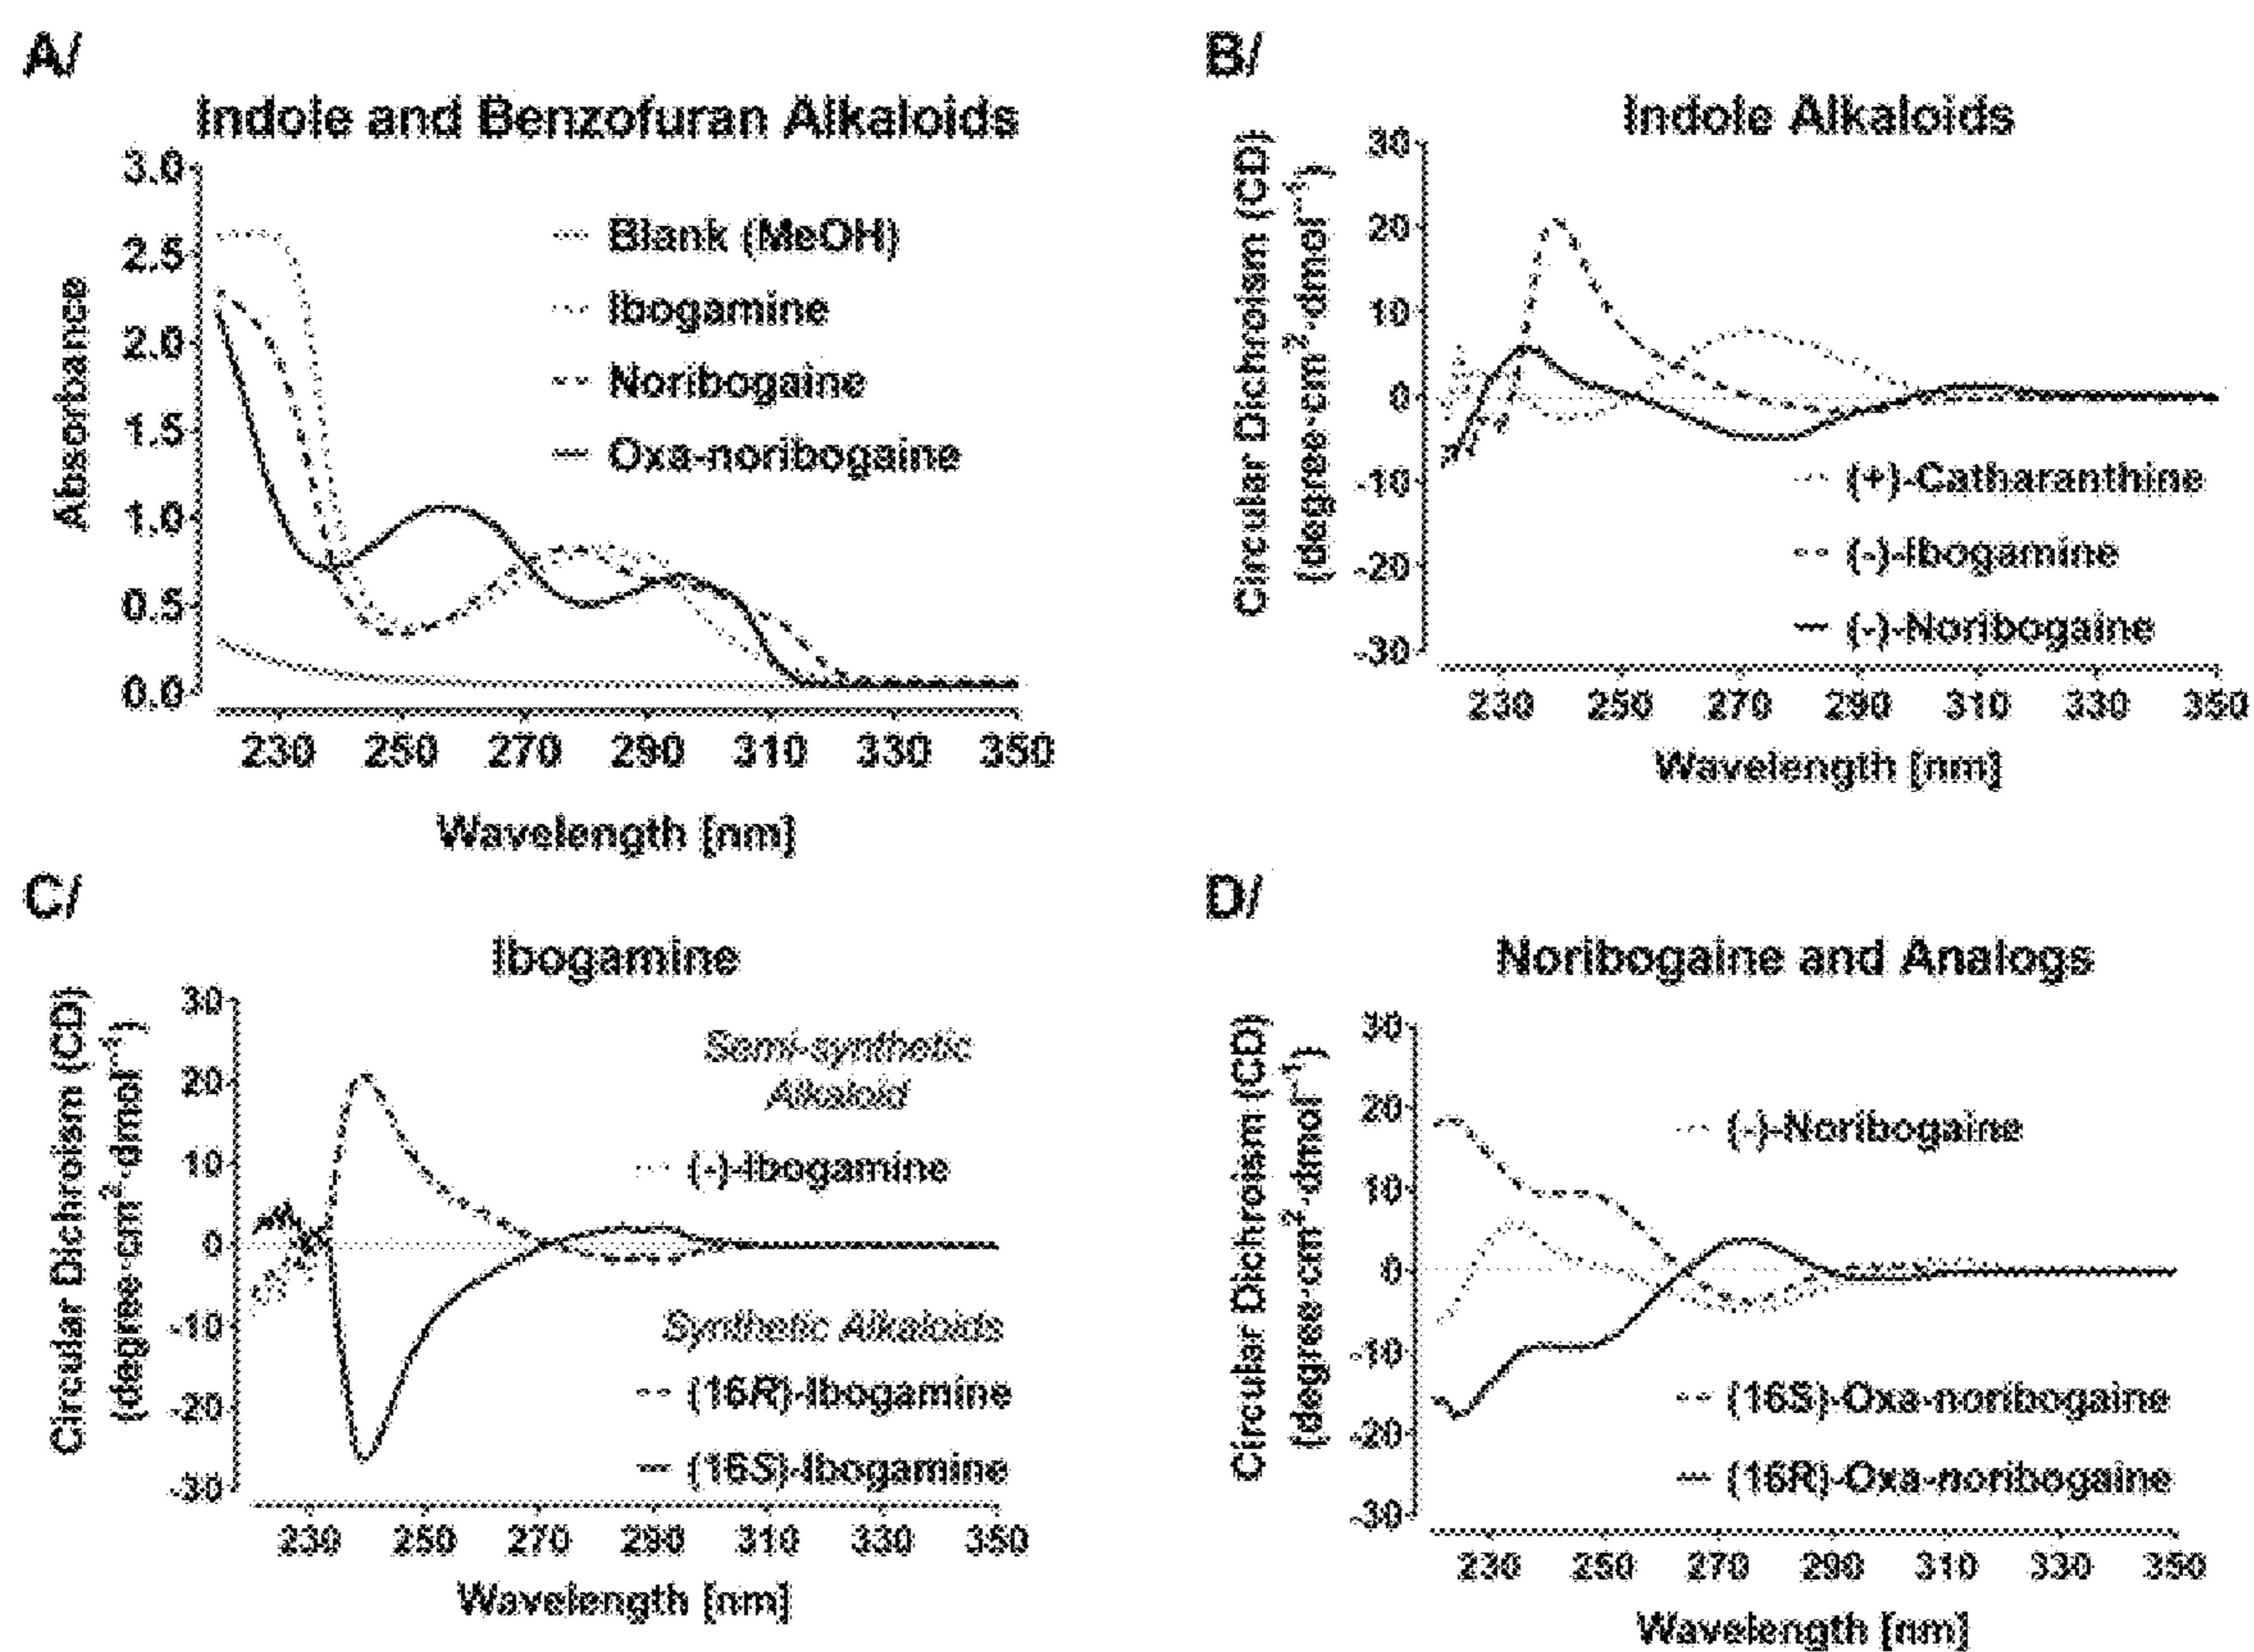 A/
Indole and Benzofuran Alkaloids
3.0
2.5
2.0
1.5
1.0
0.5
0.0
Absorbance
Blank (MeOH)
Ibogamine
Noribogaine
Oxa-noribogaine
230 250 270 290 310 330 350
Wavelength [nm]
B/
Indole Alkaloids
30
20
10
0
-10
-20
-30
Circular Dichroism (CD)
(degree·cm²·dmol⁻¹)
(+)-Catharanthine
(-)-Ibogamine
(-)-Noribogaine
230 250 270 290 310 330 350
Wavelength [nm]
C/
Ibogamine
30
20
10
0
-10
-20
-30
Circular Dichroism (CD)
(degree·cm²·dmol⁻¹)
Semi-synthetic
Alkaloid
(-)-Ibogamine
Synthetic Alkaloids
(16R)-Ibogamine
(16S)-Ibogamine
230 250 270 290 310 330 350
Wavelength [nm]
D/
Noribogaine and Analogs
30
20
10
0
-10
-20
-30
Circular Dichroism (CD)
(degree·cm²·dmol⁻¹)
(-)-Noribogaine
(16S)-Oxa-noribogaine
(16R)-Oxa-noribogaine
230 250 270 290 310 330 350
Wavelength [nm]